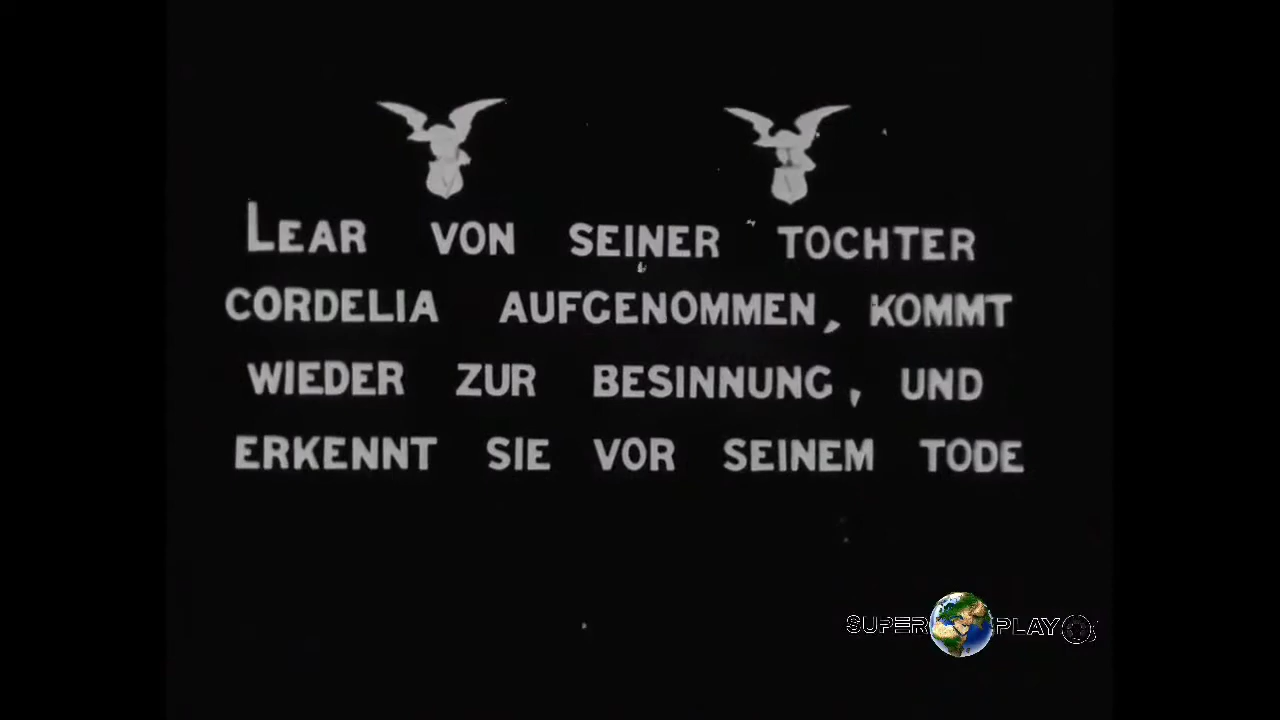 LEAR VON SEINER TOCHTER
CORDELIA AUFGENOMMEN, KOMMT
WIEDER ZUR BESINNUNG, UND
ERKENNT SIE VOR SEINEM TODE
SUPER PLAY